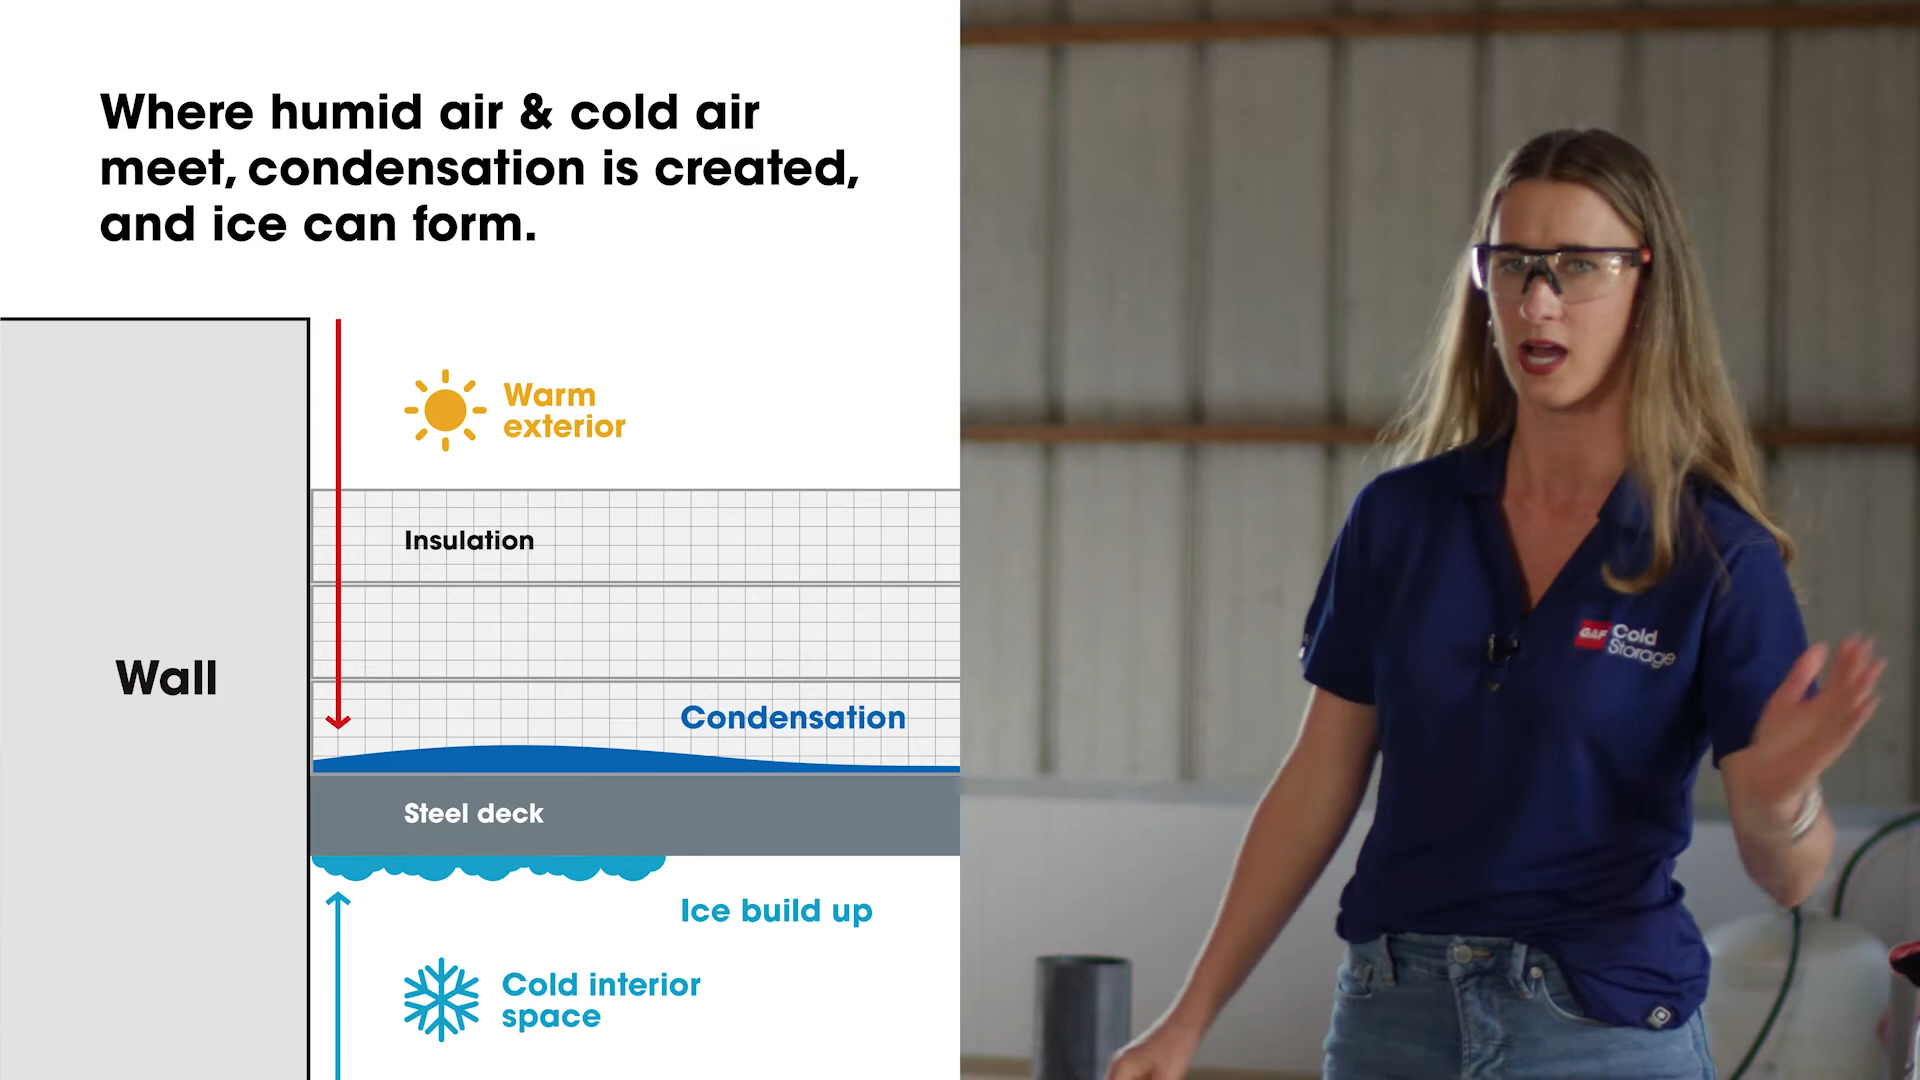 Where humid air & cold air
meet, condensation is created,
and ice can form.
Warm
exterior
Insulation
Wall
Condensation
Steel deck
Ice build up
Cold interior
space
GAF Cold
Storage